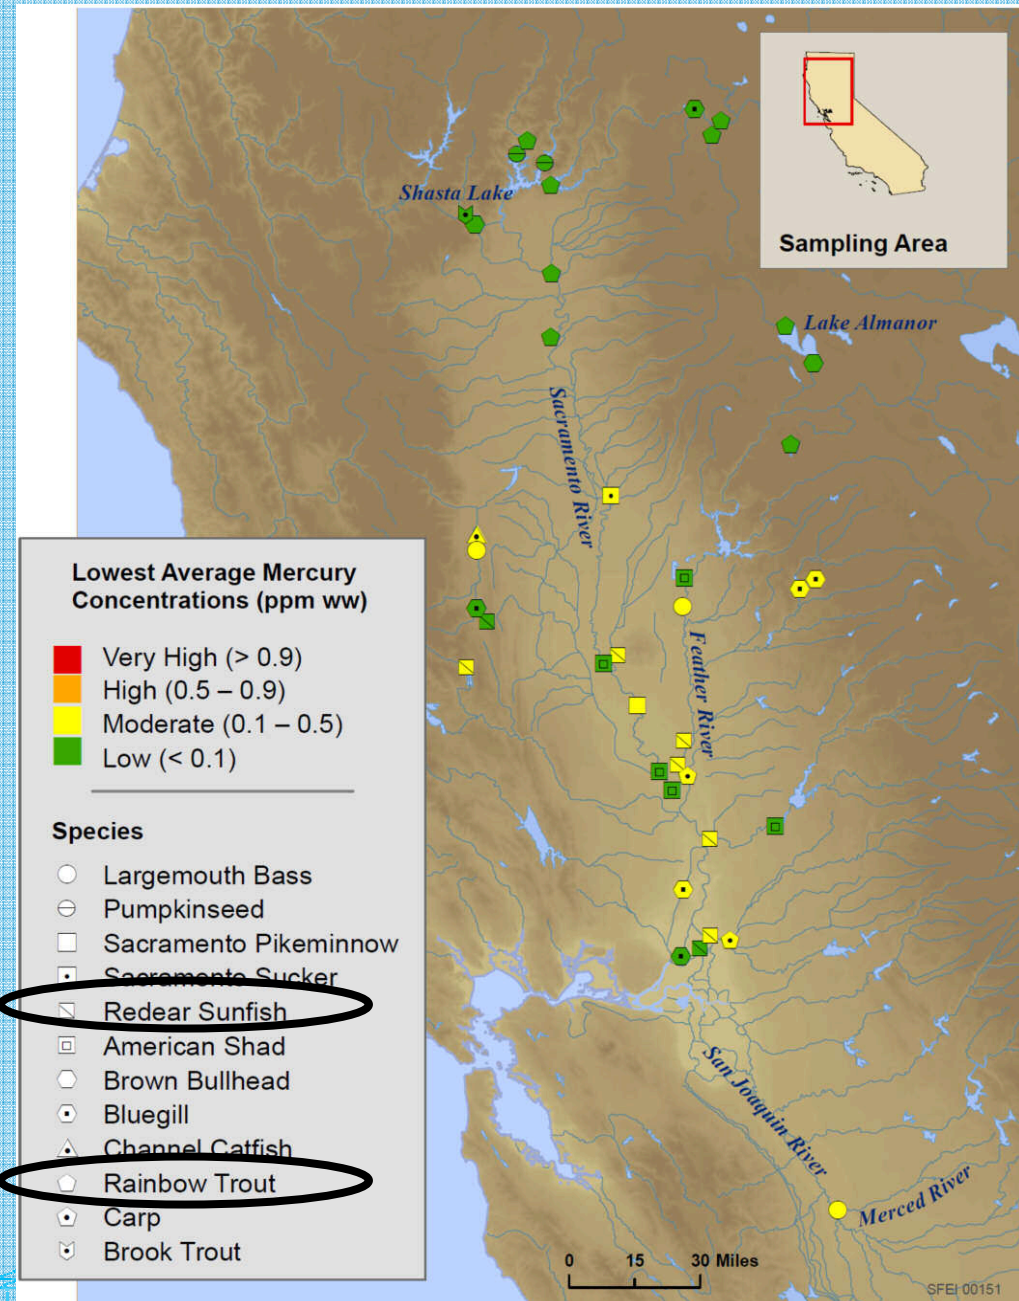 Shasta Lake
Sampling Area
Lake Almanor
Sacramento River
Feather River
Lowest Average Mercury
Concentrations (ppm ww)
Very High (> 0.9)
High (0.5 – 0.9)
Moderate (0.1 – 0.5)
Low (< 0.1)
Species
Largemouth Bass
Pumpkinseed
Sacramento Pikeminnow
Sacramento Sucker
Redear Sunfish
American Shad
Brown Bullhead
Bluegill
Channel Catfish
Rainbow Trout
Carp
Brook Trout
San Joaquin River
Merced River
0 15 30 Miles
SFEI 00151